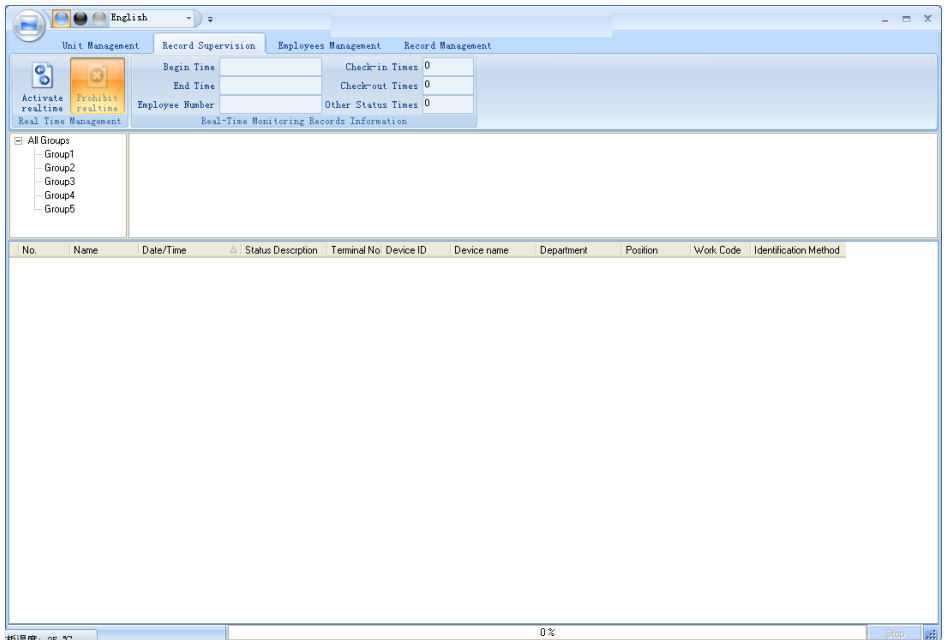 English
Unit Management Record Supervision Employees Management Record Management
Begin Time Check-in Times 0
End Time Check-out Times 0
Employee Number Other Status Times 0
Activate realtime
Prohibit realtime
Real Time Management Real-Time Monitoring Records Information
All Groups
Group1
Group2
Group3
Group4
Group5
No. Name Date/Time Status Descrption Terminal No Device ID Device name Department Position Work Code Identification Method
0 %
Stop